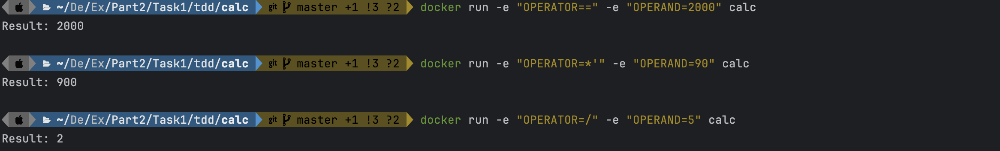 ~/De/Ex/Part2/Task1/tdd/calc git master +1 !3 ?2 docker run -e "OPERATOR==" -e "OPERAND=2000" calc
Result: 2000
~/De/Ex/Part2/Task1/tdd/calc git master +1 !3 ?2 docker run -e "OPERATOR=*'" -e "OPERAND=90" calc
Result: 900
~/De/Ex/Part2/Task1/tdd/calc git master +1 !3 ?2 docker run -e "OPERATOR=/" -e "OPERAND=5" calc
Result: 2